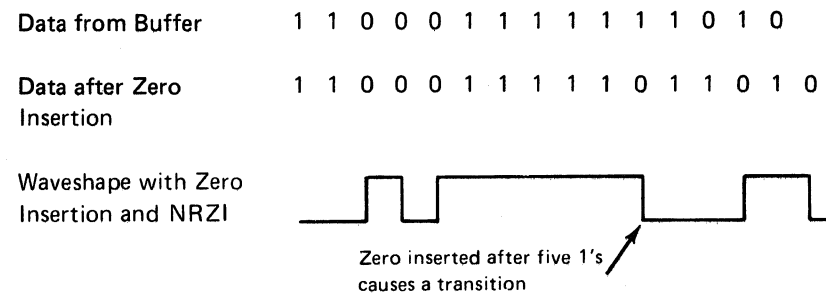 Data from Buffer 1 1 0 0 0 1 1 1 1 1 1 1 0 1 0
Data after Zero 1 1 0 0 0 1 1 1 1 1 0 1 1 0 1 0
Insertion
Waveshape with Zero
Insertion and NRZI
Zero inserted after five 1's
causes a transition